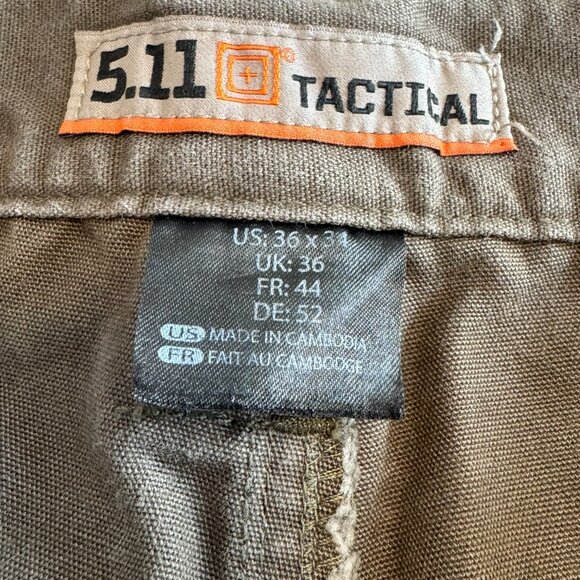 5.11 TACTICAL
US: 36 x 34
UK: 36
FR: 44
DE: 52
US MADE IN CAMBODIA
FR FAIT AU CAMBODGE